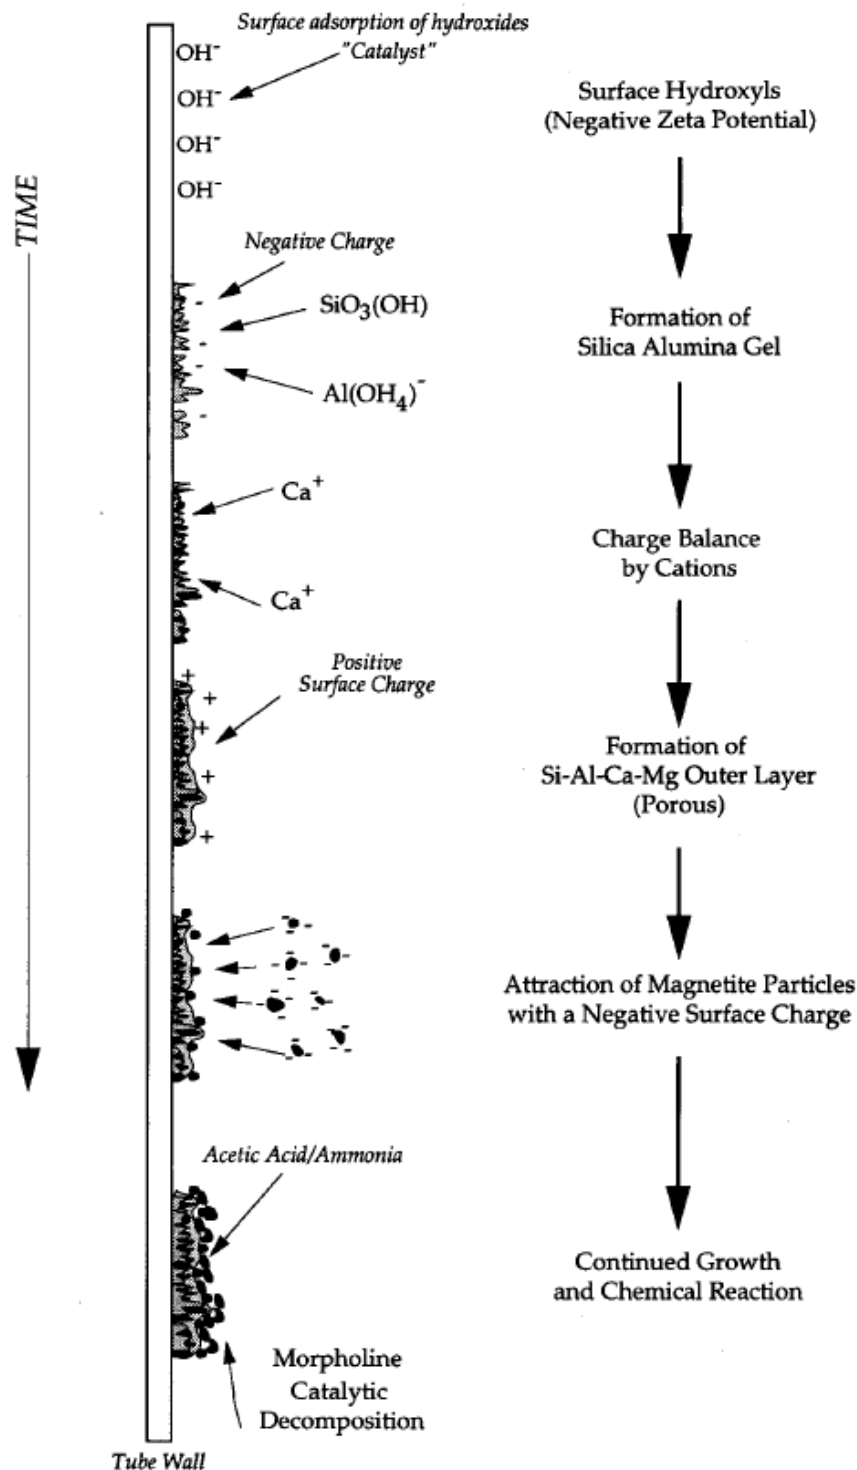 Surface adsorption of hydroxides
"Catalyst"
OH⁻
OH⁻
OH⁻
OH⁻
Surface Hydroxyls
(Negative Zeta Potential)
TIME
Negative Charge
SiO₃(OH)
Al(OH₄)⁻
Formation of
Silica Alumina Gel
Ca⁺
Ca⁺
Charge Balance
by Cations
Positive
Surface Charge
Formation of
Si-Al-Ca-Mg Outer Layer
(Porous)
Attraction of Magnetite Particles
with a Negative Surface Charge
Acetic Acid/Ammonia
Continued Growth
and Chemical Reaction
Morpholine
Catalytic
Decomposition
Tube Wall